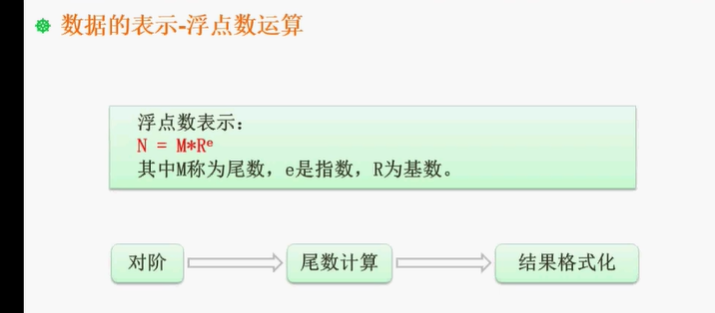 数据的表示-浮点数运算
浮点数表示：
N = M*Rᵉ
其中M称为尾数，e是指数，R为基数。
对阶
尾数计算
结果格式化